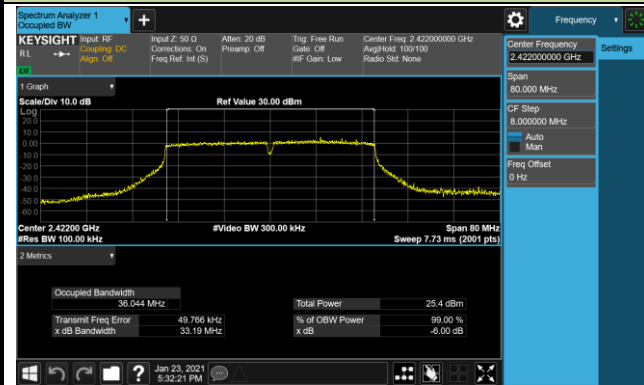 Spectrum Analyzer 1
Occupied BW
Frequency
KEYSIGHT
R L
Input: RF
Coupling: DC
Align: Off
Input Z: 50 Ω
Corrections: On
Freq Ref: Int (S)
Atten: 20 dB
Preamp: Off
Trig: Free Run
Gate: Off
#IF Gain: Low
Center Freq: 2.422000000 GHz
Avg|Hold: 100/100
Radio Std: None
Center Frequency
2.422000000 GHz
Settings
Span
80.000 MHz
CF Step
8.000000 MHz
Auto
Man
Freq Offset
0 Hz
1 Graph
Scale/Div 10.0 dB
Ref Value 30.00 dBm
Log
20.0
10.0
0.00
-10.0
-20.0
-30.0
-40.0
-50.0
-60.0
Center 2.42200 GHz
#Video BW 300.00 kHz
Span 80 MHz
#Res BW 100.00 kHz
Sweep 7.73 ms (2001 pts)
2 Metrics
Occupied Bandwidth
36.044 MHz
Total Power 25.4 dBm
Transmit Freq Error 49.766 kHz
% of OBW Power 99.00 %
x dB Bandwidth 33.19 MHz
x dB -6.00 dB
?
Jan 23, 2021
5:32:21 PM